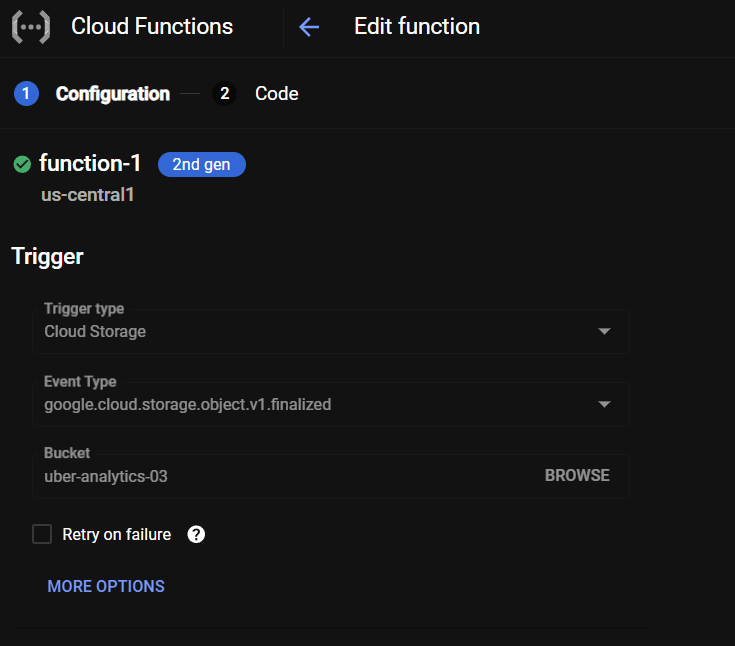 Cloud Functions
Edit function
1 Configuration 2 Code
function-1 2nd gen
us-central1
Trigger
Trigger type
Cloud Storage
Event Type
google.cloud.storage.object.v1.finalized
Bucket
uber-analytics-03 BROWSE
Retry on failure ?
MORE OPTIONS